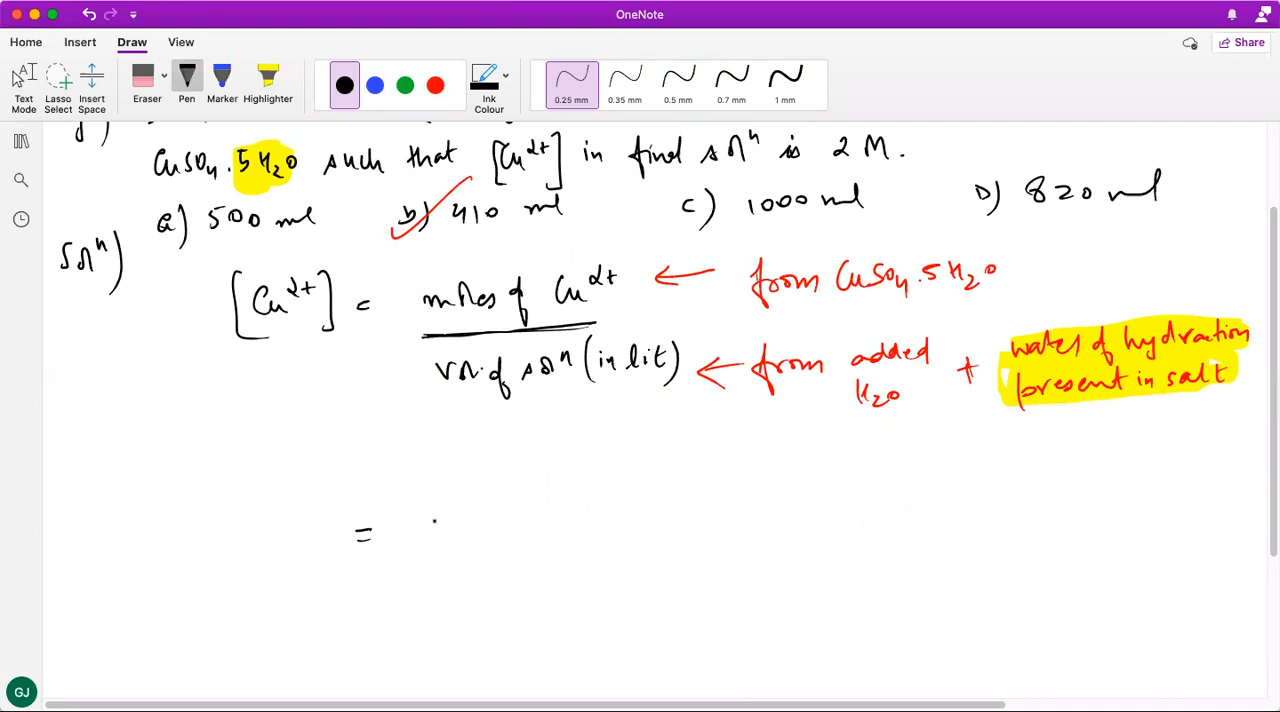 OneNote
Home Insert Draw View
Share
Text Mode
Lasso Select
Insert Space
Eraser
Pen
Marker
Highlighter
Ink Colour
0.25 mm
0.35 mm
0.5 mm
0.7 mm
1 mm
CuSO4.5H2O such that [Cu2+] in find solⁿ is 2 M.
a) 500 ml b) 410 ml c) 1000 ml D) 820 ml
Solⁿ)
[Cu2+] = moles of Cu2+ ← from CuSO4.5H2O
vol. of solⁿ (in lit) ← from added H2O + water of hydraction present in salt
=
GJ